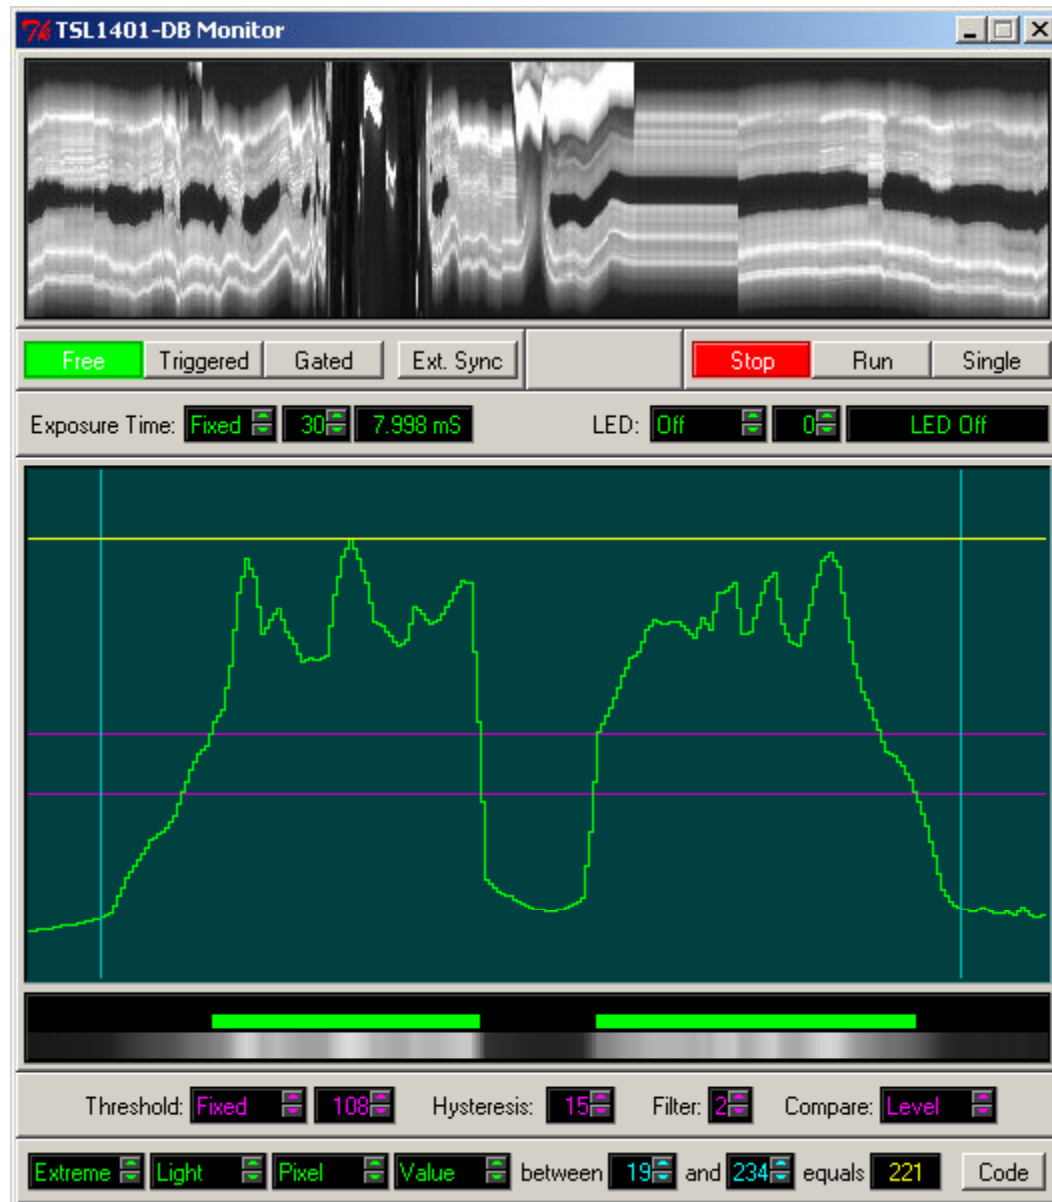 TSL1401-DB Monitor
Free Triggered Gated Ext. Sync Stop Run Single
Exposure Time: Fixed 30 7.998 mS LED: Off 0 LED Off
Threshold: Fixed 108 Hysteresis: 15 Filter: 2 Compare: Level
Extreme Light Pixel Value between 19 and 234 equals 221 Code